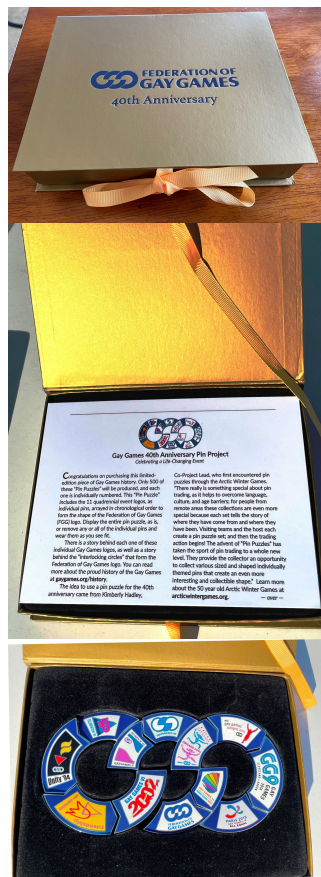 FEDERATION OF
GAY GAMES
40th Anniversary
Gay Games 40th Anniversary Pin Project
Celebrating a Life-Changing Event
Congratulations on purchasing this limited-
edition piece of Gay Games history. Only 500 of
these "Pin Puzzles" will be produced, and each
one is individually numbered. This "Pin Puzzle"
includes the 11 quadrennial event logos, as
individual pins, arrayed in chronological order to
form the shape of the Federation of Gay Games
(FGG) logo. Display the entire pin puzzle, as is,
or remove any or all of the individual pins and
wear them as you see fit.
There is a story behind each one of these
individual Gay Games logos, as well as a story
behind the "interlocking circles" that form the
Federation of Gay Games logo. You can read
more about the proud history of the Gay Games
at gaygames.org/history.
The idea to use a pin puzzle for the 40th
anniversary came from Kimberly Hadley,
Co-Project Lead, who first encountered pin
puzzles through the Arctic Winter Games.
"There really is something special about pin
trading, as it helps to overcome language,
culture, and age barriers; for people from
remote areas these collections are even more
special because each set tells the story of
where they have come from and where they
have been. Visiting teams and the host each
create a pin puzzle set; and then the trading
action begins! The advent of "Pin Puzzles" has
taken the sport of pin trading to a whole new
level. They provide the collector an opportunity
to collect various sized and shaped individually
themed pins that create an even more
interesting and collectible shape." Learn more
about the 50 year old Arctic Winter Games at
arcticwintergames.org.
— OVER —
Unity '94
GAY
GAMES
PARIS 2018
FEDERATION OF
GAY GAMES